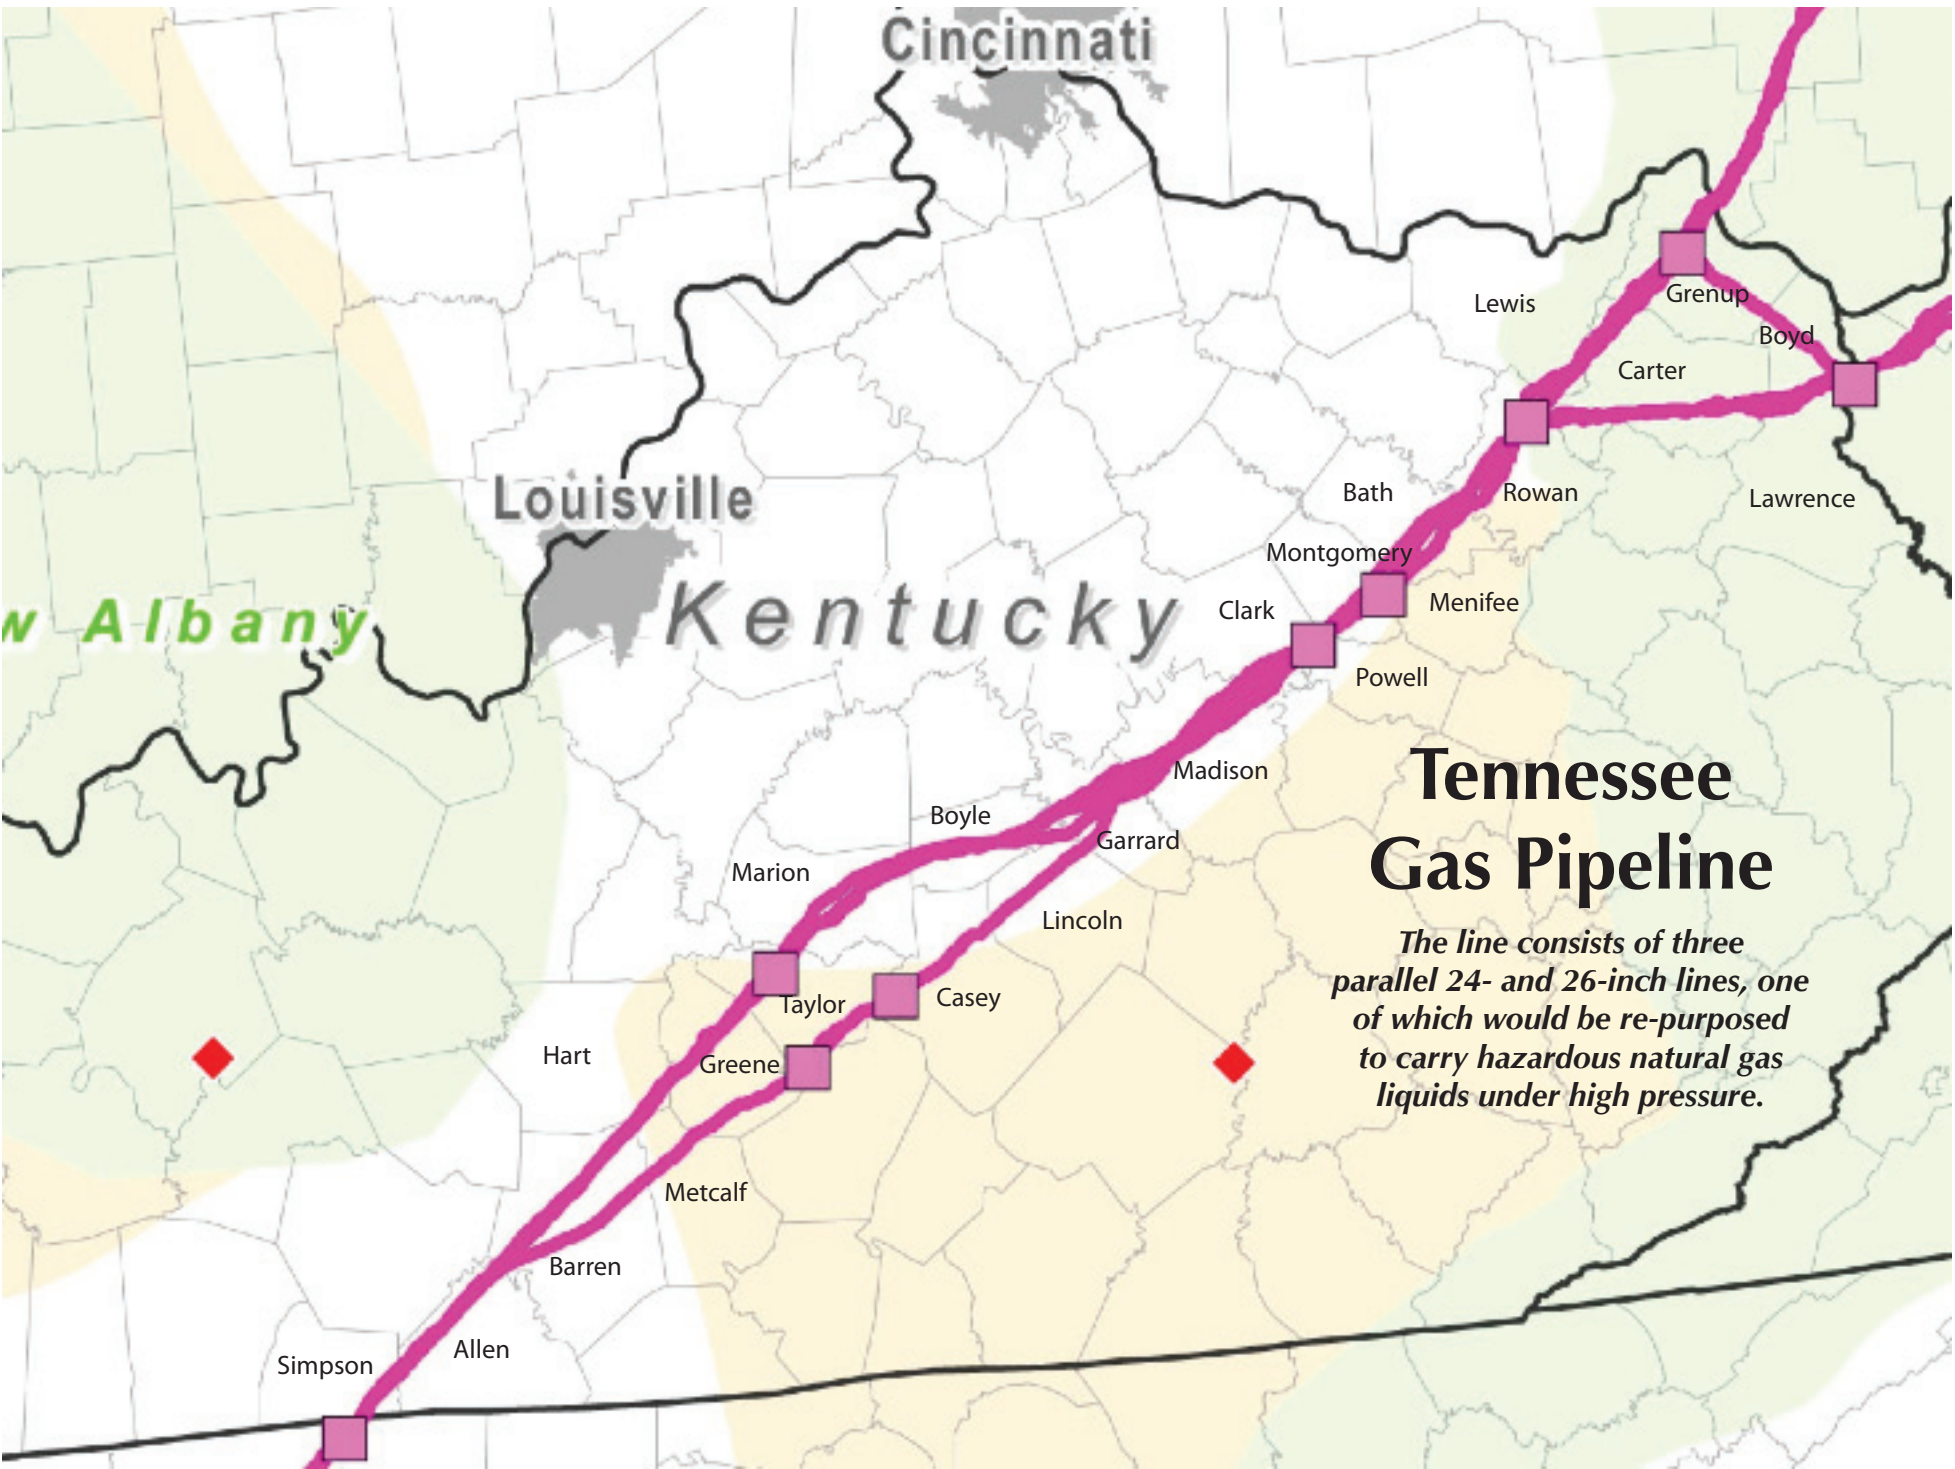 Cincinnati
Lewis
Grenup
Boyd
Carter
Louisville
Bath
Rowan
Lawrence
Montgomery
w Albany
Kentucky
Clark
Menifee
Powell
Tennessee
Gas Pipeline
Madison
Boyle
Garrard
Marion
Lincoln
The line consists of three
parallel 24- and 26-inch lines, one
of which would be re-purposed
to carry hazardous natural gas
liquids under high pressure.
Taylor
Casey
Hart
Greene
Metcalf
Barren
Allen
Simpson